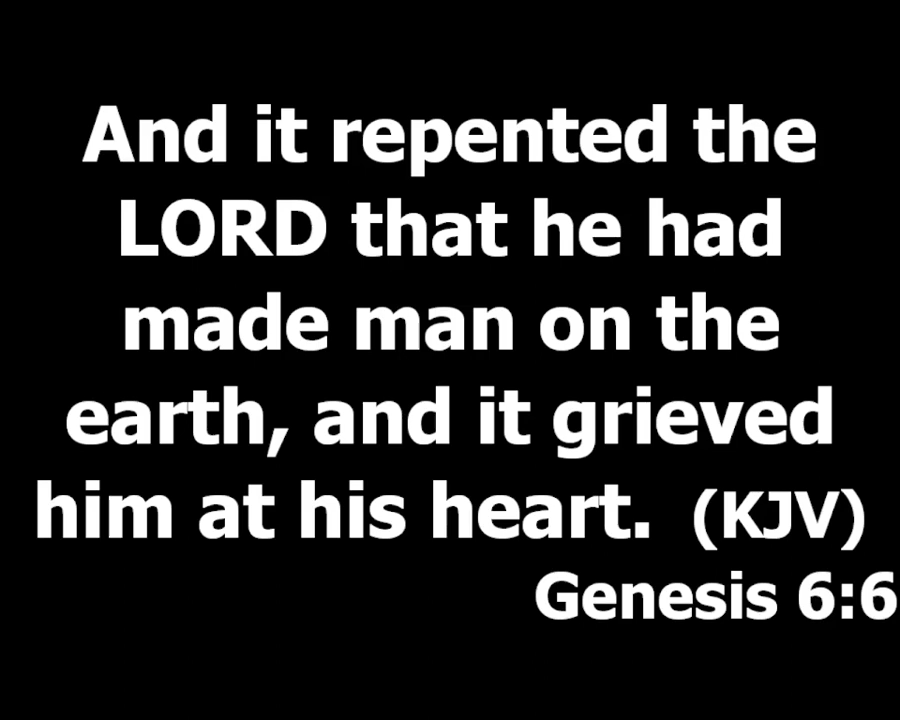 And it repented the
LORD that he had
made man on the
earth, and it grieved
him at his heart. (KJV)
Genesis 6:6